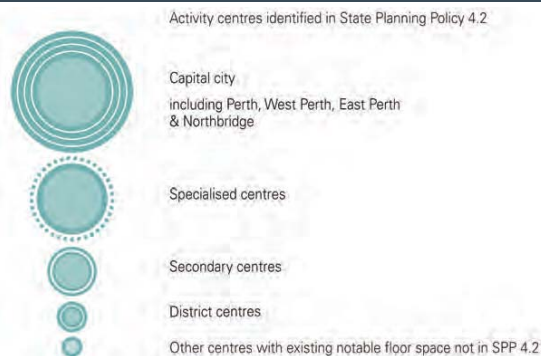 Activity centres identified in State Planning Policy 4.2
Capital city
including Perth, West Perth, East Perth
& Northbridge
Specialised centres
Secondary centres
District centres
Other centres with existing notable floor space not in SPP 4.2